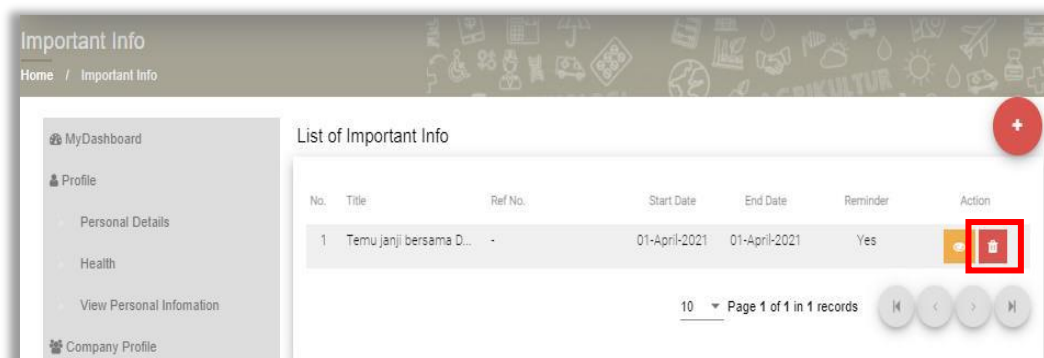 Important Info
Home / Important Info
AGRIKULTUR
MyDashboard
Profile
Personal Details
Health
View Personal Infomation
Company Profile
List of Important Info
+
No. Title Ref No. Start Date End Date Reminder Action
1 Temu janji bersama D... - 01-April-2021 01-April-2021 Yes
10 Page 1 of 1 in 1 records